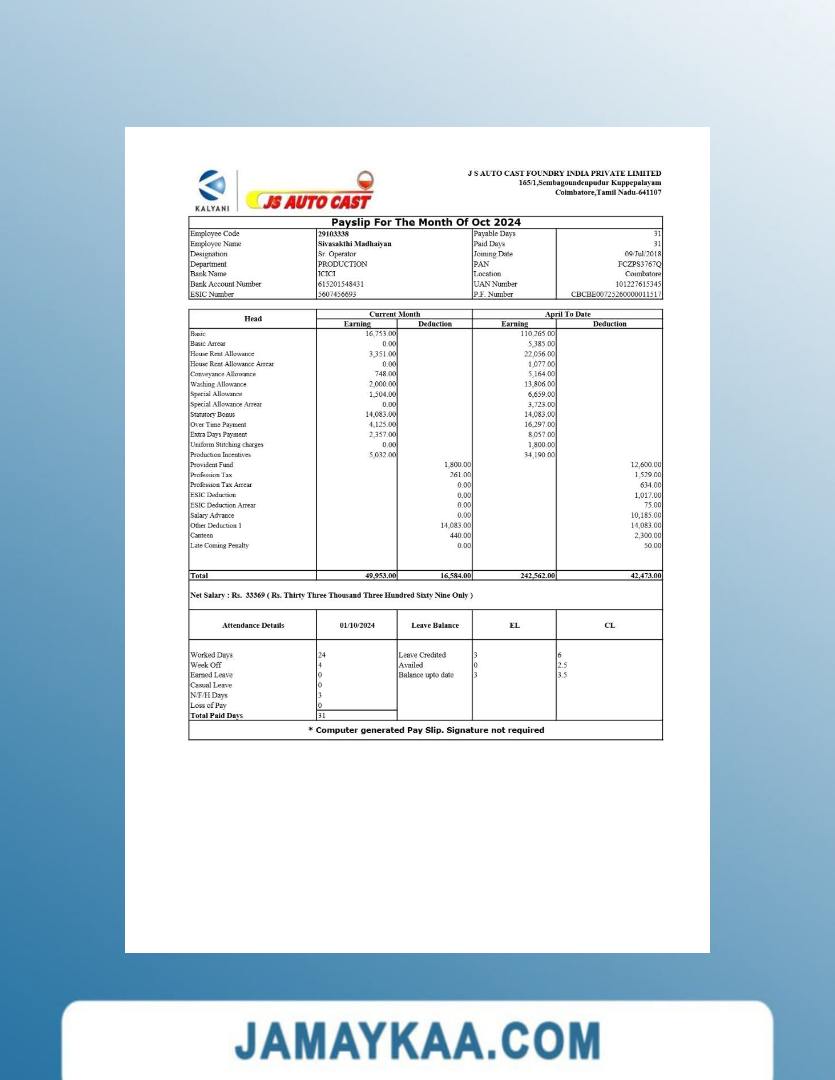 KALYANI
JS AUTO CAST
J S AUTO CAST FOUNDRY INDIA PRIVATE LIMITED
165/1,Sembagoundenpudur Kuppepalayam
Coimbatore,Tamil Nadu-641107
Payslip For The Month Of Oct 2024
Employee Code 29103338 Payable Days 31
Employee Name Sivasakthi Madhaiyan Paid Days 31
Designation Sr. Operator Joining Date 09/Jul/2018
Department PRODUCTION PAN FCZPS3767Q
Bank Name ICICI Location Coimbatore
Bank Account Number 615201548431 UAN Number 101227615345
ESIC Number 5607456693 P.F. Number CBCBE00725260000011517
Head Current Month April To Date
Earning Deduction Earning Deduction
Basic 16,753.00 110,265.00
Basic Arrear 0.00 5,385.00
House Rent Allowance 3,351.00 22,056.00
House Rent Allowance Arrear 0.00 1,077.00
Conveyance Allowance 748.00 5,164.00
Washing Allowance 2,000.00 13,806.00
Special Allowance 1,504.00 6,659.00
Special Allowance Arrear 0.00 3,723.00
Statutory Bonus 14,083.00 14,083.00
Over Time Payment 4,125.00 16,297.00
Extra Days Payment 2,357.00 8,057.00
Uniform Stitching charges 0.00 1,800.00
Production Incentives 5,032.00 34,190.00
Provident Fund 1,800.00 12,600.00
Profession Tax 261.00 1,529.00
Profession Tax Arrear 0.00 634.00
ESIC Deduction 0.00 1,017.00
ESIC Deduction Arrear 0.00 75.00
Salary Advance 0.00 10,185.00
Other Deduction 1 14,083.00 14,083.00
Canteen 440.00 2,300.00
Late Coming Penalty 0.00 50.00
Total 49,953.00 16,584.00 242,562.00 42,473.00
Net Salary : Rs. 33369 ( Rs. Thirty Three Thousand Three Hundred Sixty Nine Only )
Attendance Details 01/10/2024 Leave Balance EL CL
Worked Days 24 Leave Credited 3 6
Week Off 4 Availed 0 2.5
Earned Leave 0 Balance upto date 3 3.5
Casual Leave 0
N/F/H Days 3
Loss of Pay 0
Total Paid Days 31
* Computer generated Pay Slip. Signature not required
JAMAYKAA.COM